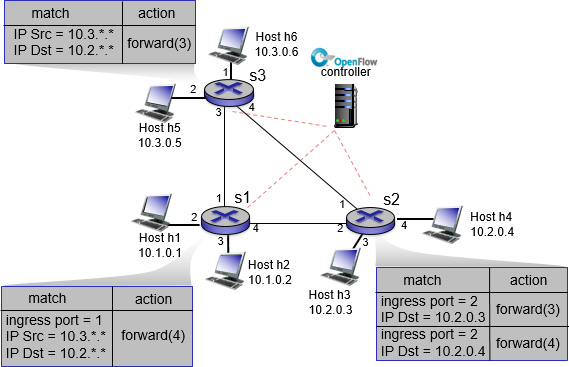 match action
IP Src = 10.3.*.*
IP Dst = 10.2.*.*
forward(3)
Host h6
10.3.0.6
OpenFlow
controller
1
s3
2
3
4
Host h5
10.3.0.5
1
s1
2
3
4
Host h1
10.1.0.1
Host h2
10.1.0.2
1
s2
2
3
4
Host h4
10.2.0.4
Host h3
10.2.0.3
match action
ingress port = 1
IP Src = 10.3.*.*
IP Dst = 10.2.*.*
forward(4)
match action
ingress port = 2
IP Dst = 10.2.0.3
forward(3)
ingress port = 2
IP Dst = 10.2.0.4
forward(4)